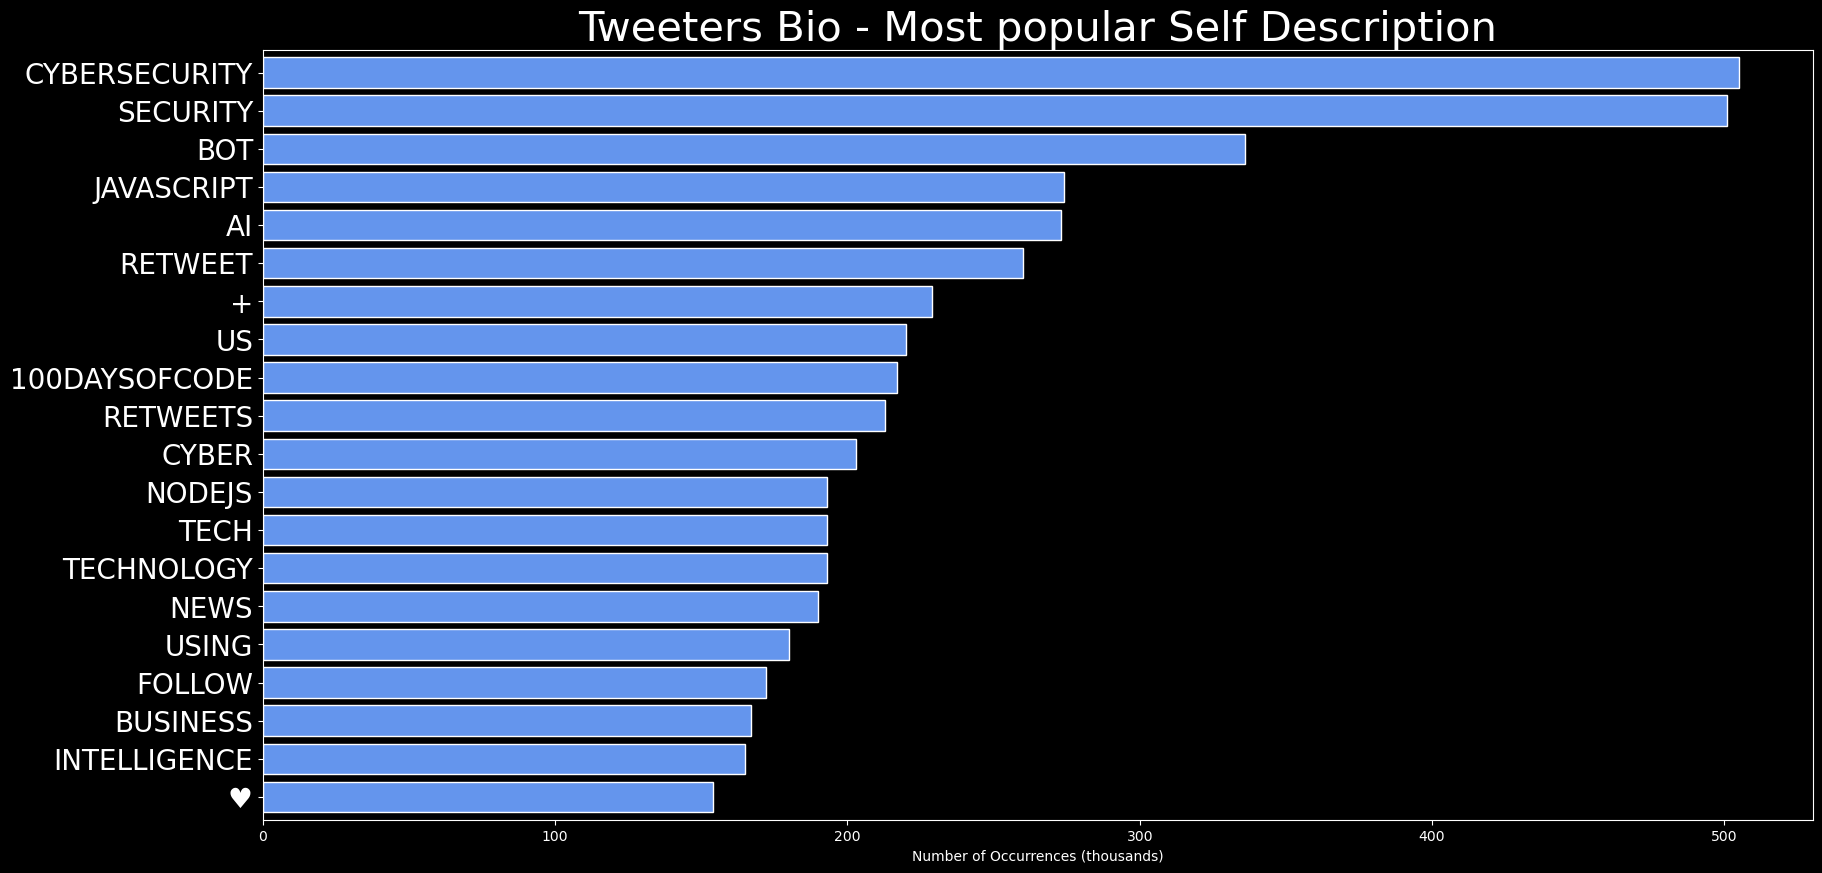 Tweeters Bio - Most popular Self Description
CYBERSECURITY
SECURITY
BOT
JAVASCRIPT
AI
RETWEET
+
US
100DAYSOFCODE
RETWEETS
CYBER
NODEJS
TECH
TECHNOLOGY
NEWS
USING
FOLLOW
BUSINESS
INTELLIGENCE
♥
0 100 200 300 400 500
Number of Occurrences (thousands)